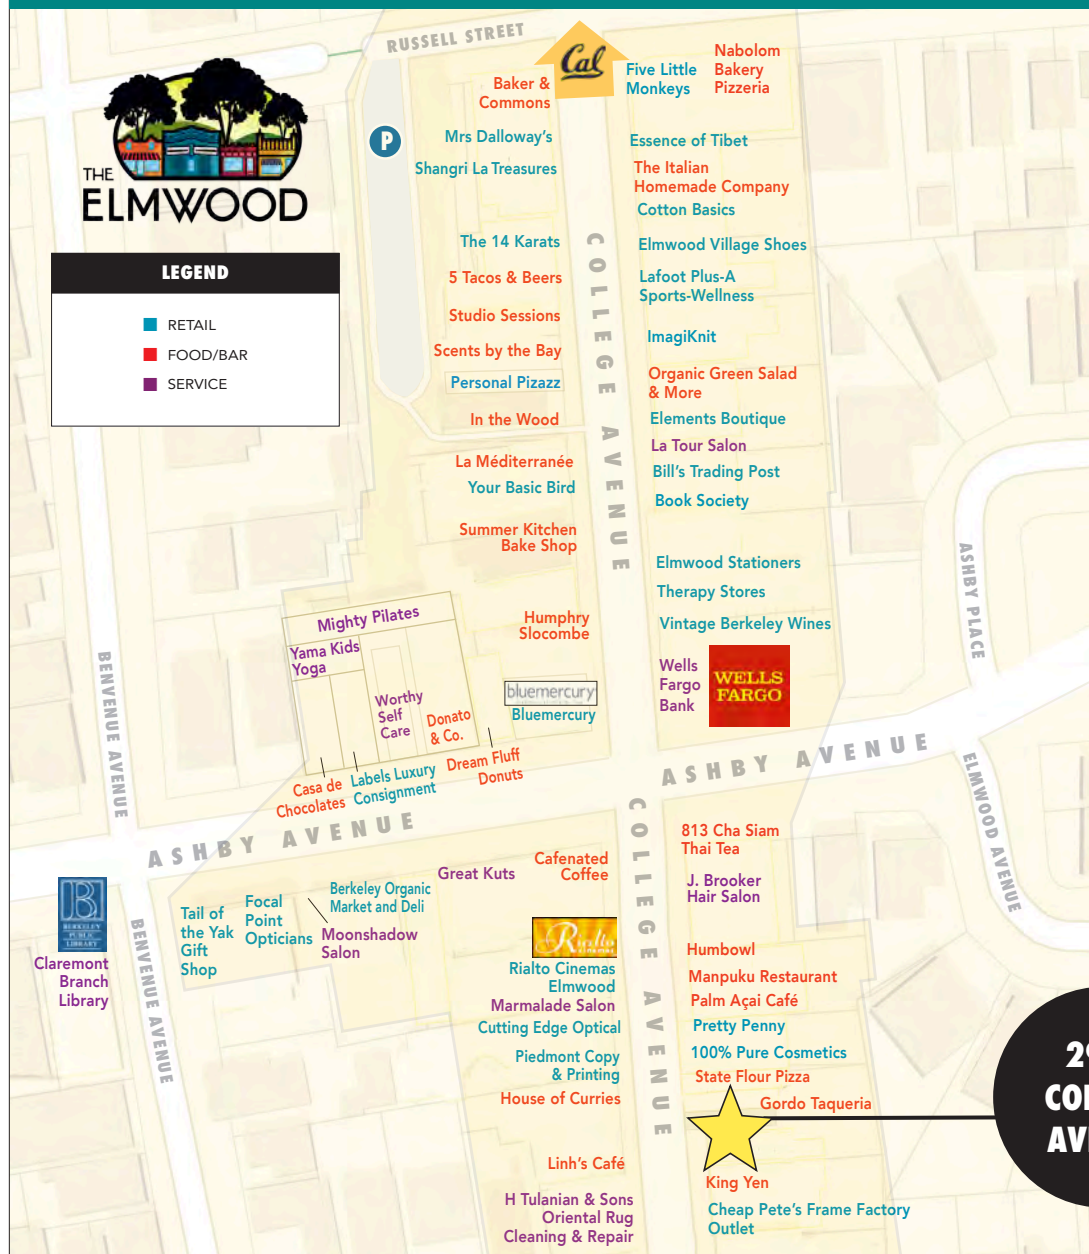 RUSSELL STREET
Cal
Five Little
Monkeys
Nabolom
Bakery
Pizzeria
Baker &
Commons
P
Mrs Dalloway's
Essence of Tibet
Shangri La Treasures
The Italian
Homemade Company
THE
ELMWOOD
Cotton Basics
The 14 Karats
Elmwood Village Shoes
LEGEND
RETAIL
FOOD/BAR
SERVICE
5 Tacos & Beers
Lafoot Plus-A
Sports-Wellness
Studio Sessions
ImagiKnit
Scents by the Bay
Personal Pizazz
Organic Green Salad
& More
In the Wood
Elements Boutique
COLLEGE AVENUE
La Tour Salon
La Méditerranée
Bill's Trading Post
Your Basic Bird
Book Society
Summer Kitchen
Bake Shop
Elmwood Stationers
Therapy Stores
ASHBY PLACE
Humphry
Slocombe
Vintage Berkeley Wines
Mighty Pilates
Yama Kids
Yoga
Worthy
Self
Care
Donato
& Co.
bluemercury
Bluemercury
Wells
Fargo
Bank
WELLS
FARGO
BENVENUE AVENUE
Casa de
Chocolates
Labels Luxury
Consignment
Dream Fluff
Donuts
ASHBY AVENUE
ASHBY AVENUE
ELMWOOD AVENUE
COLLEGE AVENUE
813 Cha Siam
Thai Tea
Cafenated
Coffee
Great Kuts
J. Brooker
Hair Salon
Berkeley Organic
Market and Deli
Focal
Point
Opticians
Tail of
the Yak
Gift
Shop
Moonshadow
Salon
B
BERKELEY
PUBLIC
LIBRARY
Claremont
Branch
Library
BENVENUE AVENUE
Rialto
CINEMAS
Rialto Cinemas
Elmwood
Humbowl
Manpuku Restaurant
Marmalade Salon
Palm Açai Café
Cutting Edge Optical
Pretty Penny
Piedmont Copy
& Printing
100% Pure Cosmetics
State Flour Pizza
House of Curries
Gordo Taqueria
Linh's Café
King Yen
H Tulanian & Sons
Oriental Rug
Cleaning & Repair
Cheap Pete's Frame Factory
Outlet